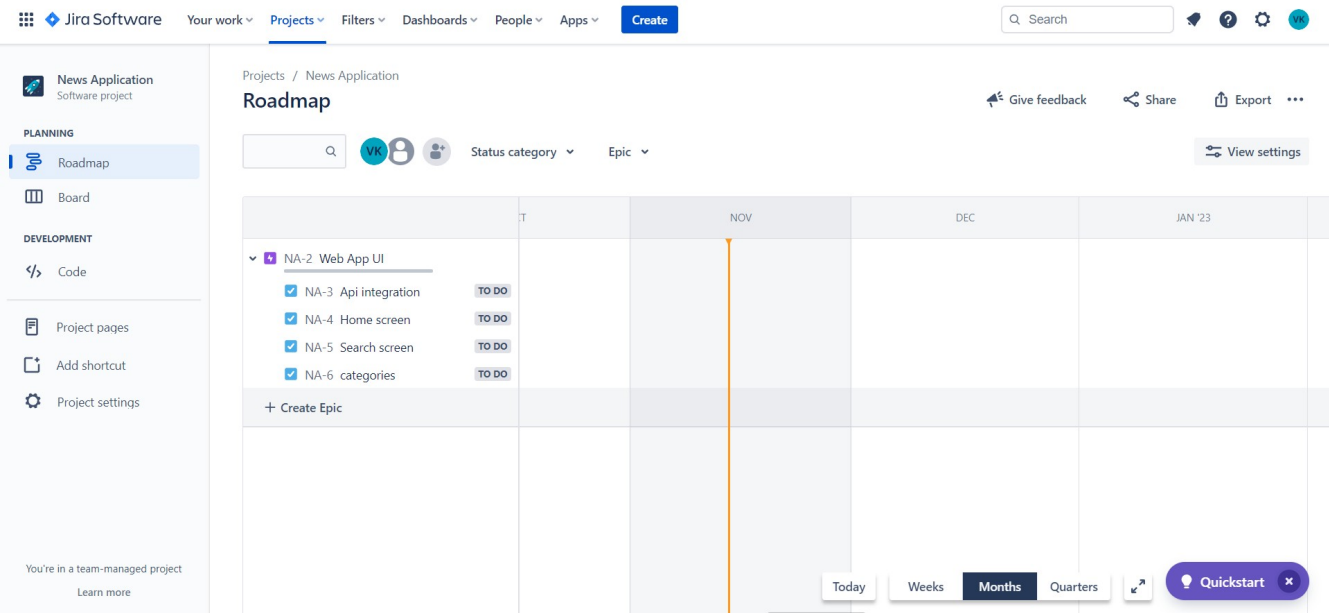 Jira Software Your work Projects Filters Dashboards People Apps Create Search VK
News Application
Software project
PLANNING
Roadmap
Board
DEVELOPMENT
Code
Project pages
Add shortcut
Project settings
You're in a team-managed project
Learn more
Projects / News Application
Roadmap
Give feedback Share Export
VK Status category Epic View settings
T NOV DEC JAN '23
NA-2 Web App UI
NA-3 Api integration TO DO
NA-4 Home screen TO DO
NA-5 Search screen TO DO
NA-6 categories TO DO
+ Create Epic
Today Weeks Months Quarters Quickstart